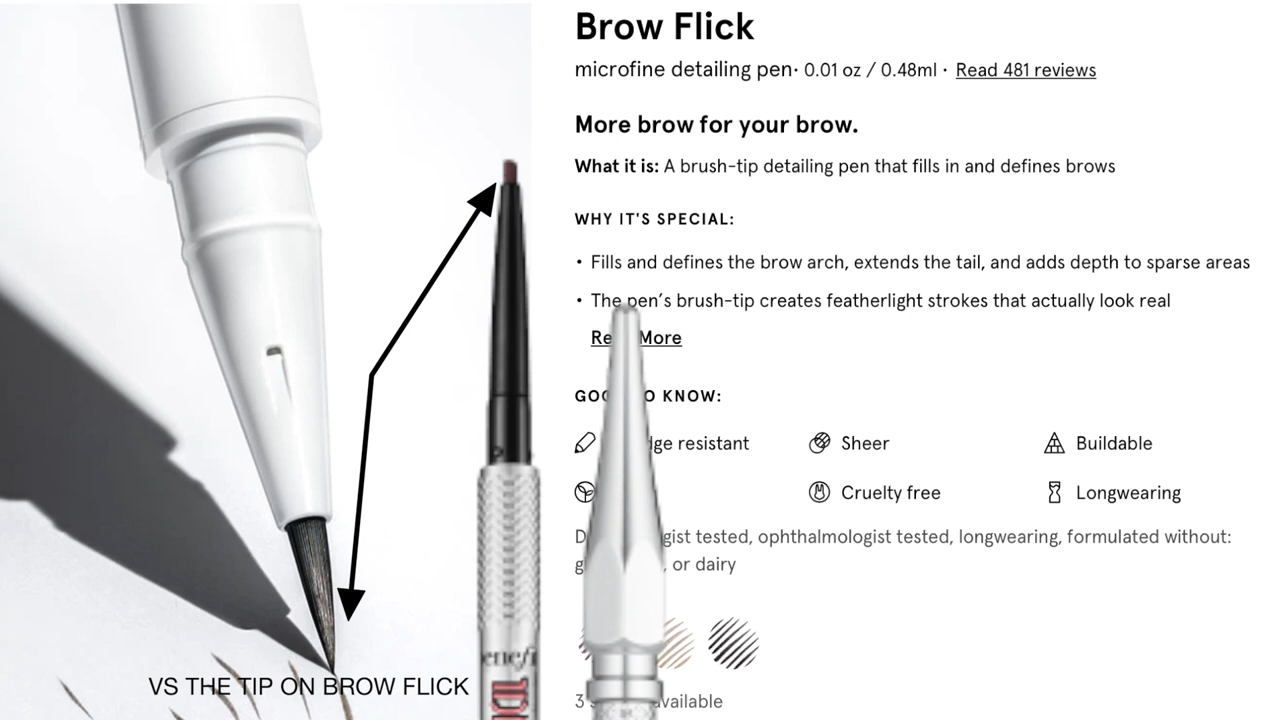 Brow Flick
microfine detailing pen· 0.01 oz / 0.48ml · Read 481 reviews
More brow for your brow.
What it is: A brush-tip detailing pen that fills in and defines brows
WHY IT'S SPECIAL:
• Fills and defines the brow arch, extends the tail, and adds depth to sparse areas
• The pen’s brush-tip creates featherlight strokes that actually look real
More
KNOW:
resistant
Sheer
Buildable
Cruelty free
Longwearing
tested, ophthalmologist tested, longwearing, formulated without:
, or dairy
3
VS THE TIP ON BROW FLICK